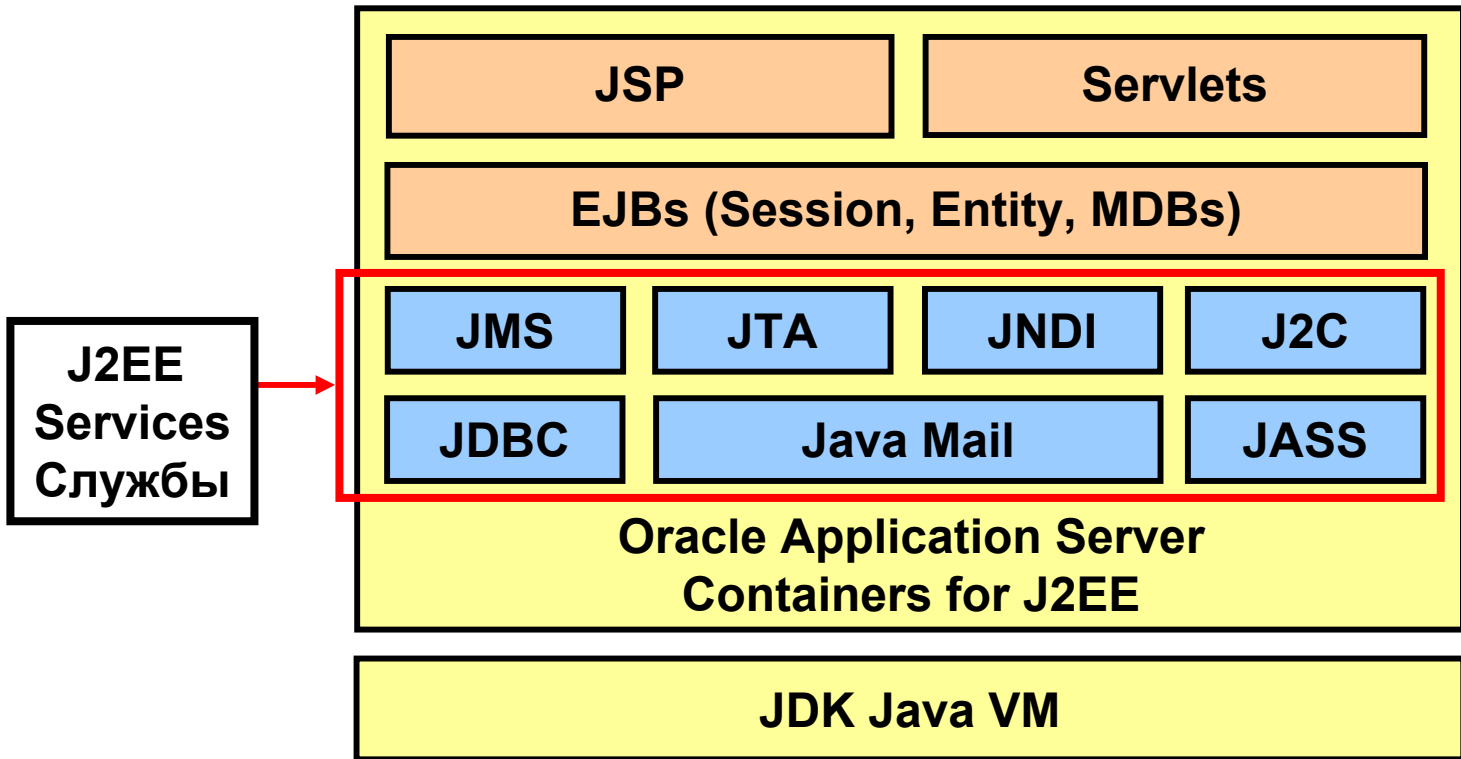 JSP
Servlets
EJBs (Session, Entity, MDBs)
JMS
JTA
JNDI
J2C
J2EE
Services
Службы
JDBC
Java Mail
JASS
Oracle Application Server
Containers for J2EE
JDK Java VM